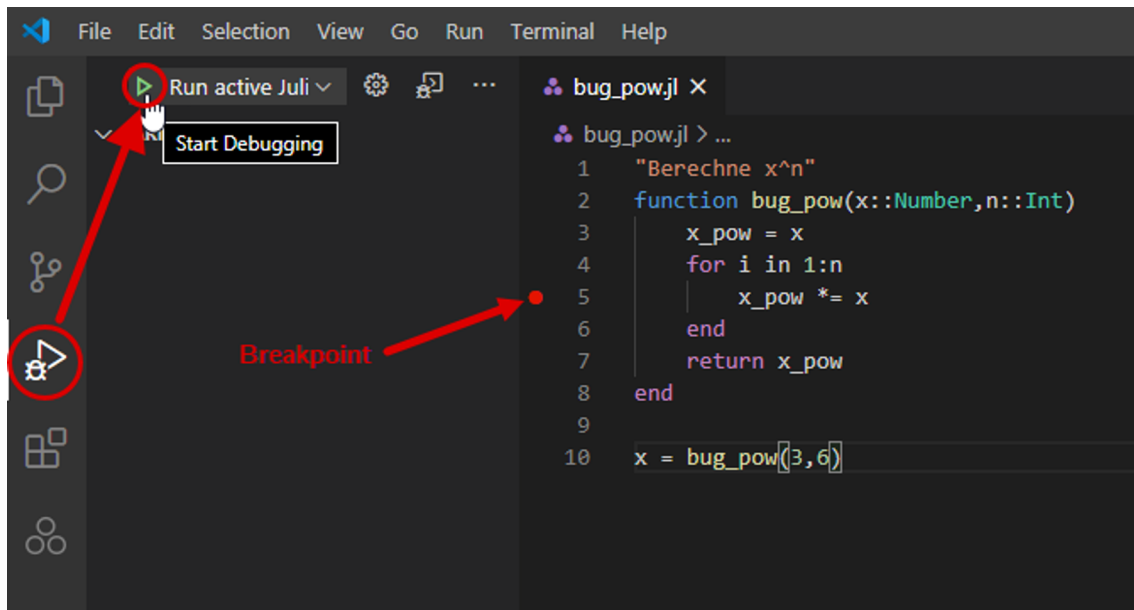 File Edit Selection View Go Run Terminal Help
Run active Juli
bug_pow.jl
Start Debugging
bug_pow.jl > ...
1 "Berechne x^n"
2 function bug_pow(x::Number,n::Int)
3 x_pow = x
4 for i in 1:n
5 x_pow *= x
6 end
7 return x_pow
8 end
9
10 x = bug_pow(3,6)
Breakpoint